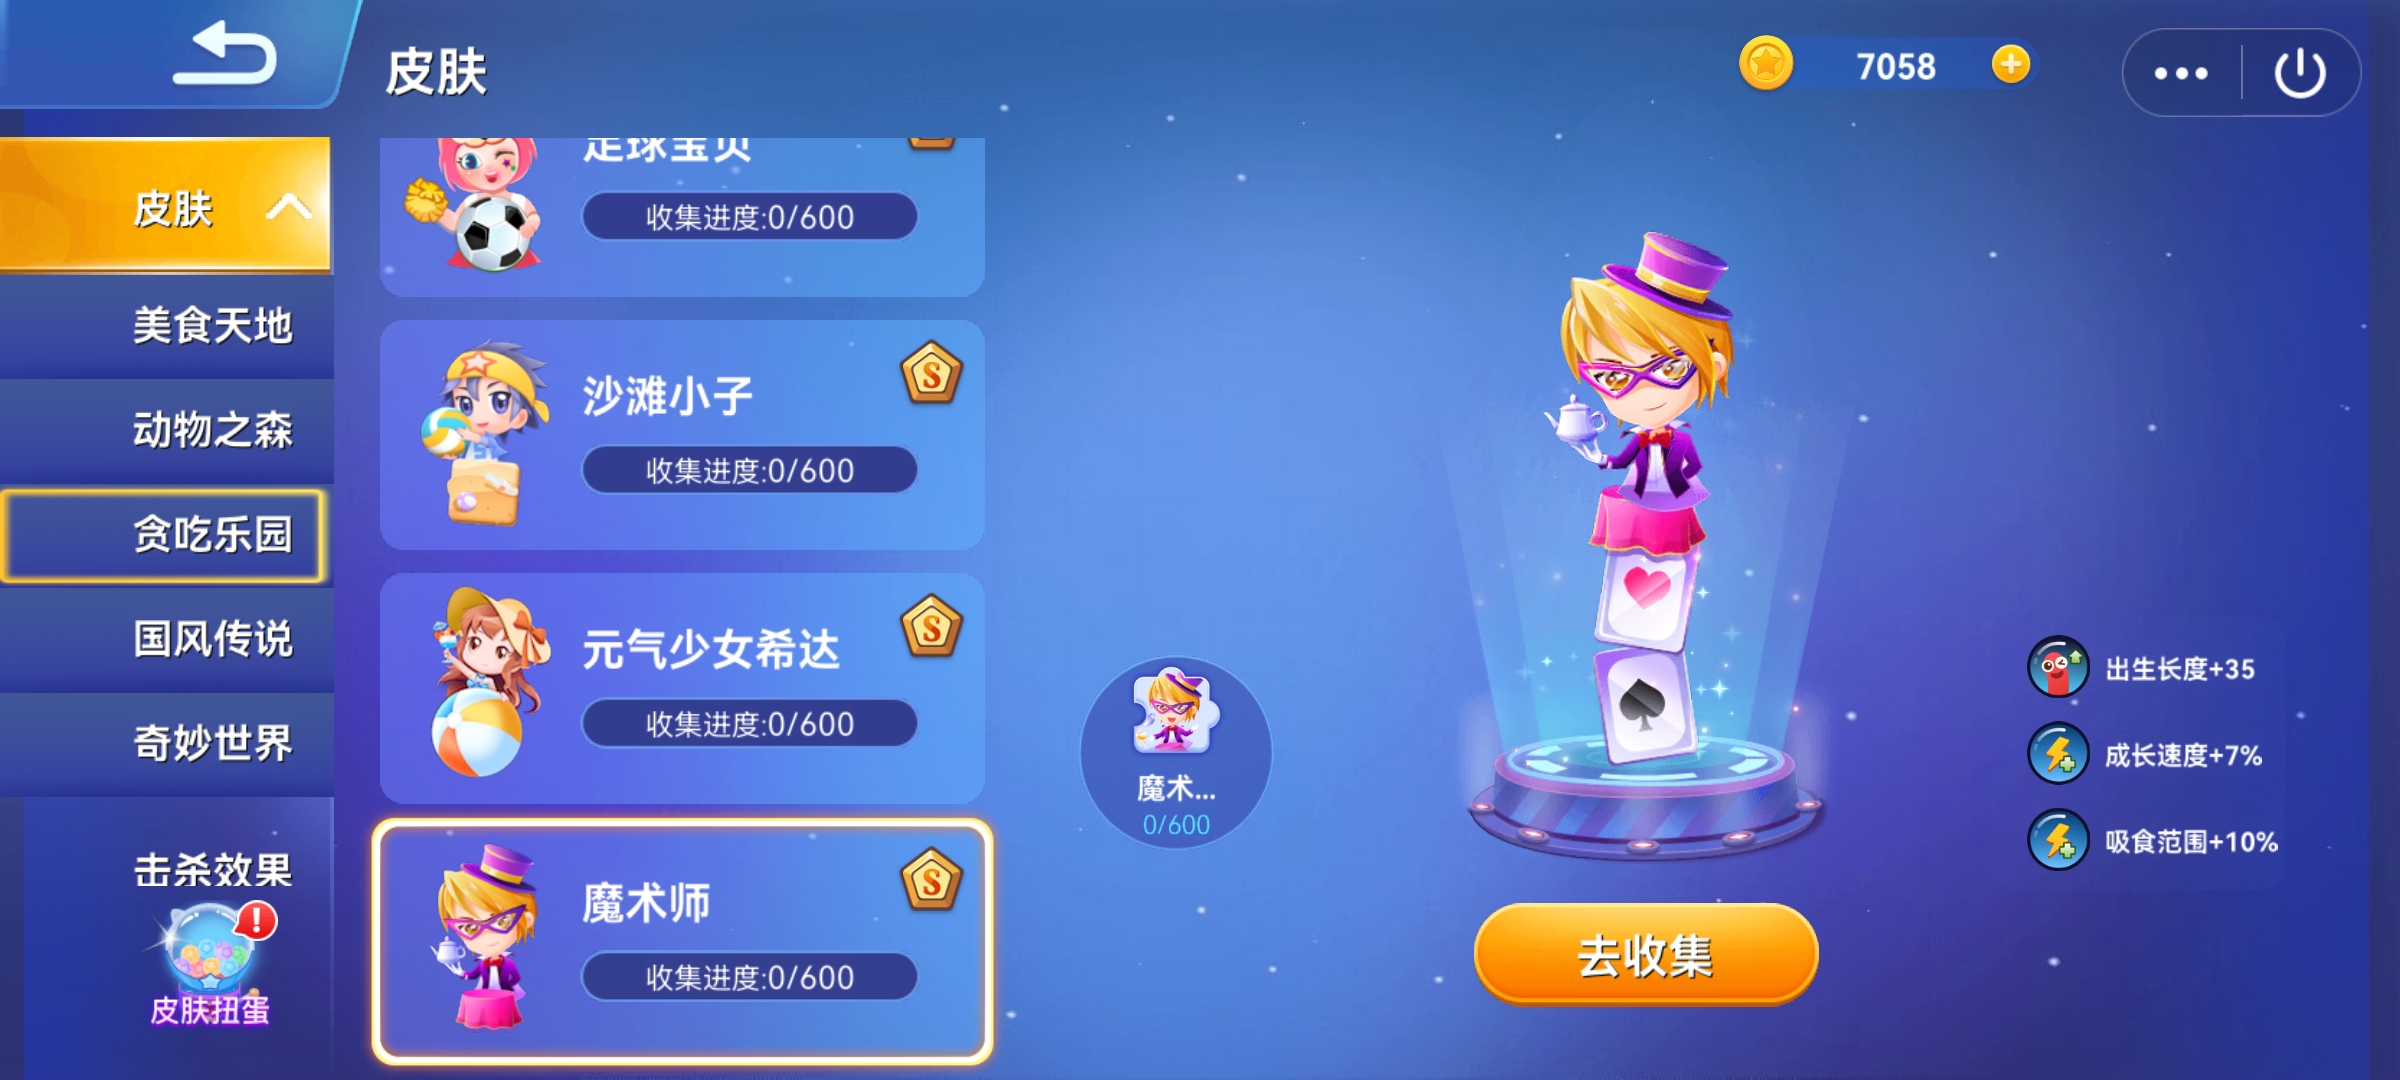 皮肤
7058
皮肤
美食天地
动物之森
贪吃乐园
国风传说
奇妙世界
击杀效果
皮肤扭蛋
足球宝贝
收集进度:0/600
沙滩小子
S
收集进度:0/600
元气少女希达
S
收集进度:0/600
魔术师
S
收集进度:0/600
魔术...
0/600
出生长度+35
成长速度+7%
吸食范围+10%
去收集